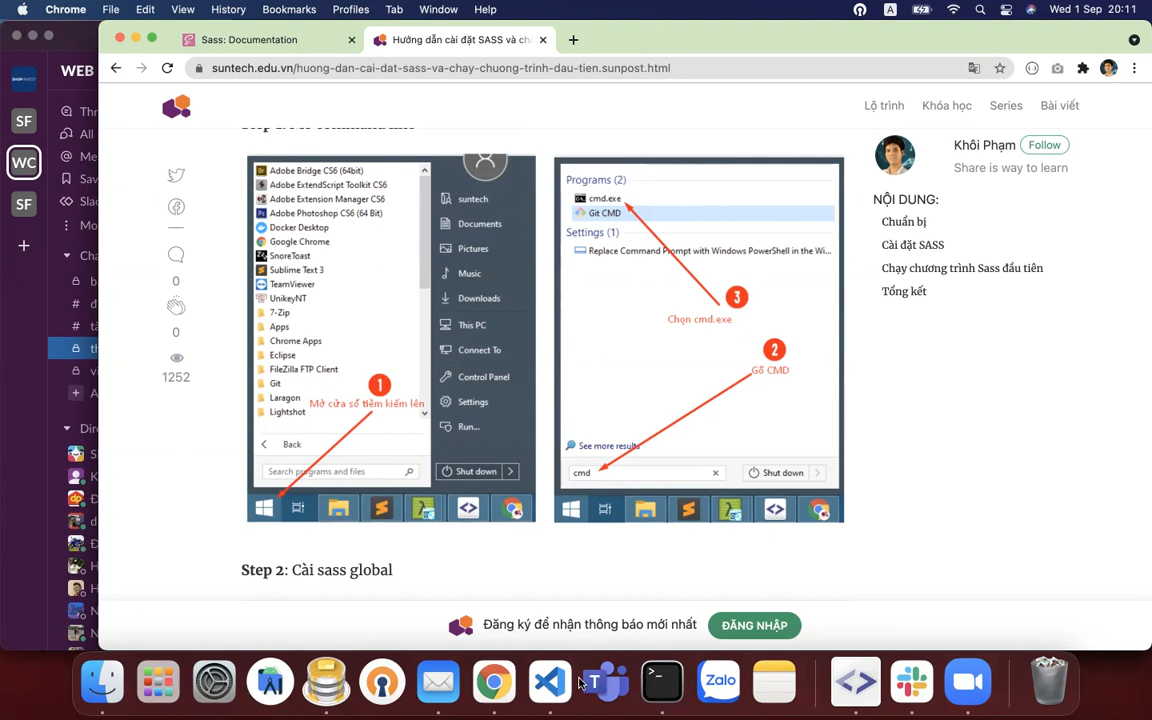 Chrome File Edit View History Bookmarks Profiles Tab Window Help
A
Wed 1 Sep 20:11
Sass: Documentation
Hướng dẫn cài đặt SASS và
suntech.edu.vn/huong-dan-cai-dat-sass-va-chay-chuong-trinh-dau-tien.sunpost.html
WEB
SF
WC
SF
Lộ trình Khóa học Series Bài viết
Khôi Phạm Follow
Share is way to learn
NỘI DUNG:
Chuẩn bị
Cài đặt SASS
Chạy chương trình Sass đầu tiên
Tổng kết
0
0
1252
Adobe Bridge CS6 (64bit)
Adobe ExtendScript Toolkit CS6
Adobe Extension Manager CS6
Adobe Photoshop CS6 (64 Bit)
Docker Desktop
Google Chrome
SnoreToast
Sublime Text 3
TeamViewer
UnikeyNT
7-Zip
Apps
Chrome Apps
Eclipse
FileZilla FTP Client
Git
Laragon
Lightshot
Back
Search programs and files
suntech
Documents
Pictures
Music
Downloads
This PC
Connect To
Control Panel
Settings
Run...
Shut down
1
Mở cửa sổ tiềm kiếm lên
Programs (2)
cmd.exe
Git CMD
Settings (1)
Replace Command Prompt with Windows PowerShell in the Wi...
3
Chọn cmd.exe
2
Gõ CMD
See more results
cmd
Shut down
Step 2: Cài sass global
Đăng ký để nhận thông báo mới nhất ĐĂNG NHẬP
T
Zalo